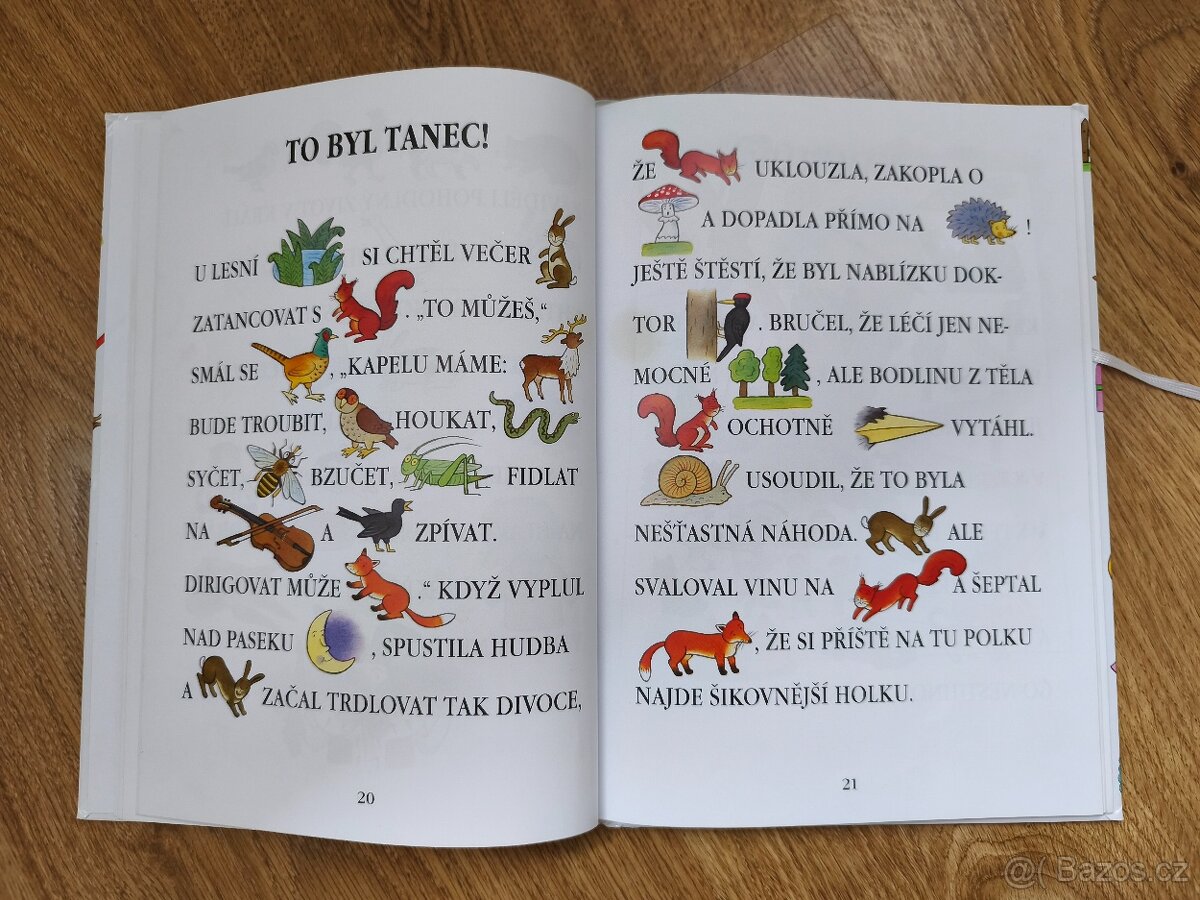 TO BYL TANEC!
U LESNÍ SI CHTĚL VEČER
ZATANCOVAT S . „TO MŮŽEŠ,“
SMÁL SE , „KAPELU MÁME:
BUDE TROUBIT, HOUKAT,
SYČET, BZUČET, FIDLAT
NA A ZPÍVAT.
DIRIGOVAT MŮŽE .“ KDYŽ VYPLUL
NAD PASEKU , SPUSTILA HUDBA
A ZAČAL TRDLOVAT TAK DIVOCE,
20
ŽE UKLOUZLA, ZAKOPLA O
A DOPADLA PŘÍMO NA !
JEŠTĚ ŠTĚSTÍ, ŽE BYL NABLÍZKU DOK-
TOR . BRUČEL, ŽE LÉČÍ JEN NE-
MOCNÉ , ALE BODLINU Z TĚLA
OCHOTNĚ VYTÁHL.
USOUDIL, ŽE TO BYLA
NEŠŤASTNÁ NÁHODA. ALE
SVALOVAL VINU NA A ŠEPTAL
, ŽE SI PŘÍŠTĚ NA TU POLKU
NAJDE ŠIKOVNĚJŠÍ HOLKU.
21
@( Bazos.cz